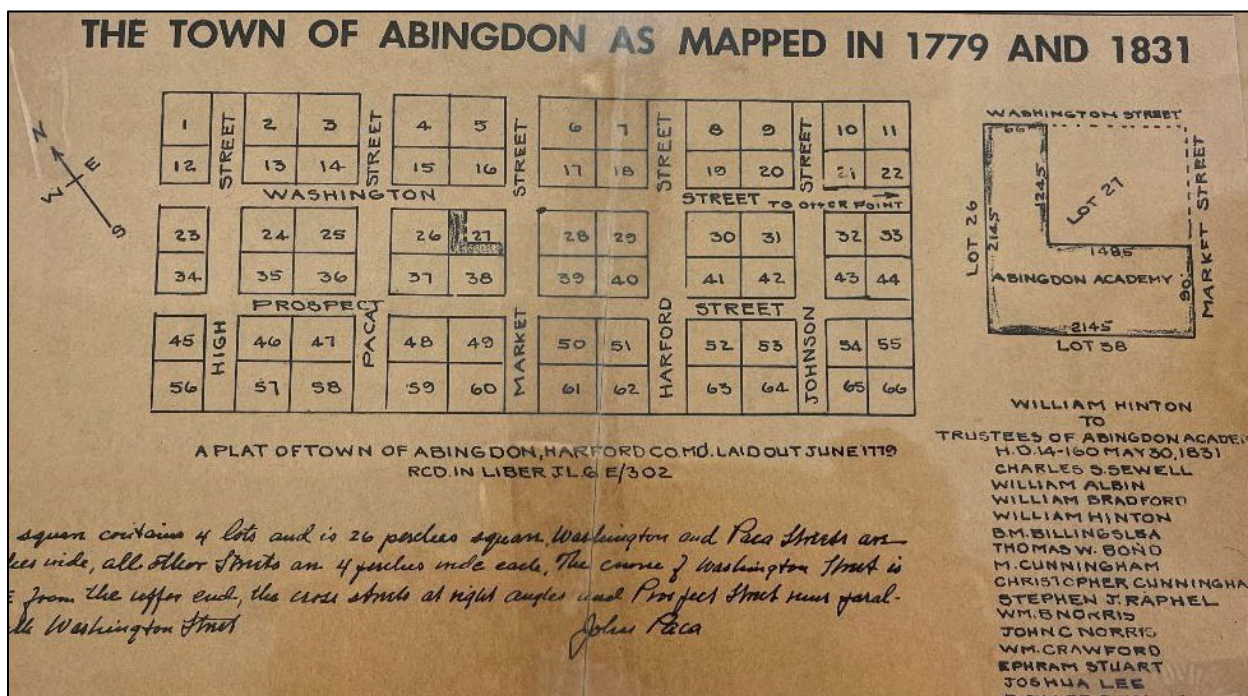 THE TOWN OF ABINGDON AS MAPPED IN 1779 AND 1831
N
W E
S
1 2 3 4 5 6 7 8 9 10 11
STREET STREET STREET STREET STREET
12 13 14 15 16 17 18 19 20 21 22
WASHINGTON STREET TO OTTER POINT
23 24 25 26 27 28 29 30 31 32 33
34 35 36 37 38 39 40 41 42 43 44
PROSPECT STREET
45 46 47 48 49 50 51 52 53 54 55
HIGH PACA MARKET HARFORD JOHNSON
56 57 58 59 60 61 62 63 64 65 66
A PLAT OF TOWN OF ABINGDON, HARFORD CO. MD. LAID OUT JUNE 1779
RCD. IN LIBER J.L.G E/302
square contains 4 lots and is 26 perches square, Washington and Paca Streets are
wide, all other Streets are 4 perches wide each, The course of Washington Street is
from the upper end, the cross streets at right angles and Prospect Street runs paral-
Washington Street
John Paca
WASHINGTON STREET
66
LOT 26
2145
1245
LOT 27
MARKET STREET
1485
ABINGDON ACADEMY
90
2145
LOT 38
WILLIAM HINTON
TO
TRUSTEES OF ABINGDON ACADEM
H.D. 14-160 MAY 30, 1831
CHARLES S. SEWELL
WILLIAM ALBIN
WILLIAM BRADFORD
WILLIAM HINTON
B.M. BILLINGSLEA
THOMAS W. BOND
M. CUNNINGHAM
CHRISTOPHER CUNNINGHA
STEPHEN J. RAPHEL
WM. B NORRIS
JOHN C NORRIS
WM. CRAWFORD
EPHRAM STUART
JOSHUA LEE